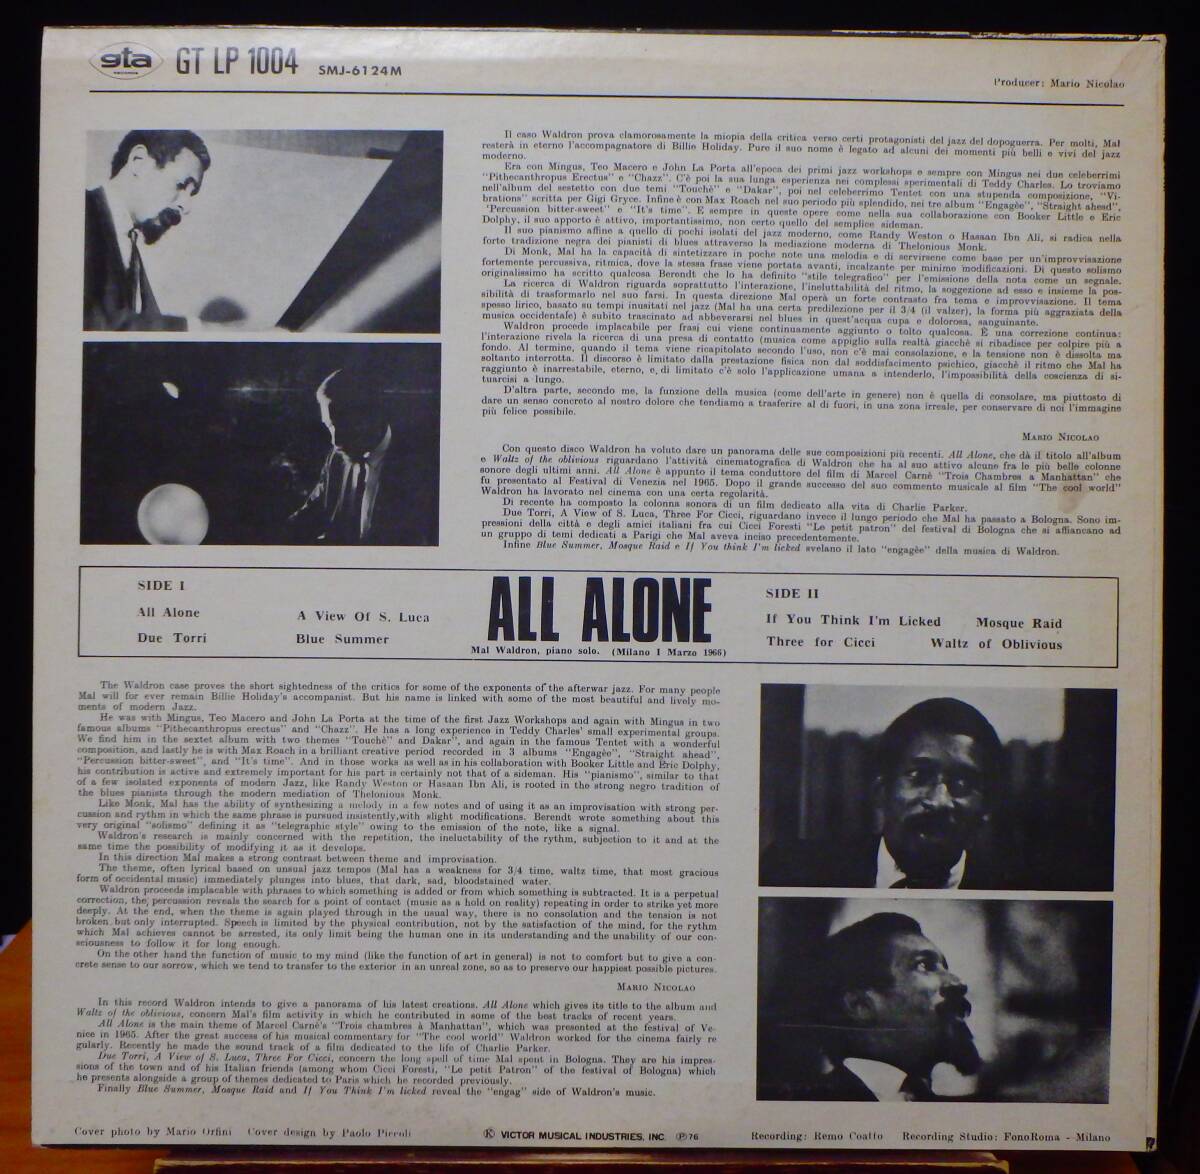 gta
RECORDS
GT LP 1004 SMJ-6124M
Producer: Mario Nicolao
Il caso Waldron prova clamorosamente la miopia della critica verso certi protagonisti del jazz del dopoguerra. Per molti, Mal
resterà in eterno l'accompagnatore di Billie Holiday. Pure il suo nome è legato ad alcuni dei momenti più belli e vivi del jazz
moderno.
Era con Mingus, Teo Macero e John La Porta all'epoca dei primi jazz workshops e sempre con Mingus nei due celeberrimi
"Pithecanthropus Erectus" e "Chazz". C'è poi la sua lunga esperienza nei complessi sperimentali di Teddy Charles. Lo troviamo
nell'album del sestetto con due temi "Touchè" e "Dakar", poi nel celeberrimo Tentet con una stupenda composizione, "Vi-
brations" scritta per Gigi Gryce. Infine è con Max Roach nel suo periodo più splendido, nei tre album "Engagèe", "Straight ahead",
"Percussion bitter-sweet" e "It's time". E sempre in queste opere come nella sua collaborazione con Booker Little e Eric
Dolphy, il suo apporto è attivo, importantissimo, non certo quello del semplice sideman.
Il suo pianismo affine a quello di pochi isolati del jazz moderno, come Randy Weston o Hasaan Ibn Ali, si radica nella
forte tradizione negra dei pianisti di blues attraverso la mediazione moderna di Thelonious Monk.
Di Monk, Mal ha la capacità di sintetizzare in poche note una melodia e di servirsene come base per un'improvvisazione
fortemente percussiva, ritmica, dove la stessa frase viene portata avanti, incalzante per minime modificazioni. Di questo solismo
originalissimo ha scritto qualcosa Berendt che lo ha definito "stile telegrafico" per l'emissione della nota come un segnale.
La ricerca di Waldron riguarda soprattutto l'interazione, l'ineluttabilità del ritmo, la soggezione ad esso e insieme la pos-
sibilità di trasformarlo nel suo farsi. In questa direzione Mal operà un forte contrasto fra tema e improvvisazione. Il tema
spesso lirico, basato su tempi inusitati nel jazz (Mal ha una certa predilezione per il 3/4 (il valzer), la forma più aggraziata della
musica occidentale) è subito trascinato ad abbeverarsi nel blues in quest'acqua cupa e dolorosa, sanguinante.
Waldron procede implacabile per frasi cui viene continuamente aggiunto o tolto qualcosa. È una correzione continua:
l'interazione rivela la ricerca di una presa di contatto (musica come appiglio sulla realtà giacchè si ribadisce per colpire più a
fondo. Al termine, quando il tema viene ricapitolato secondo l'uso, non c'è mai consolazione, e la tensione non è dissolta ma
soltanto interrotta. Il discorso è limitato dalla prestazione fisica non dal soddisfacimento psichico, giacchè il ritmo che Mal ha
raggiunto è inarrestabile, eterno, e, di limitato c'è solo l'applicazione umana a intenderlo, l'impossibilità della coscienza di si-
tuarcisi a lungo.
D'altra parte, secondo me, la funzione della musica (come dell'arte in genere) non è quella di consolare, ma piuttosto di
dare un senso concreto al nostro dolore che tendiamo a trasferire al di fuori, in una zona irreale, per conservare di noi l'immagine
più felice possibile.
MARIO NICOLAO
Con questo disco Waldron ha voluto dare un panorama delle sue composizioni più recenti. All Alone, che dà il titolo all'album
e Waltz of the oblivious riguardano l'attività cinematografica di Waldron che ha al suo attivo alcune fra le più belle colonne
sonore degli ultimi anni. All Alone è appunto il tema conduttore del film di Marcel Carnè "Trois Chambres a Manhattan" che
fu presentato al Festival di Venezia nel 1965. Dopo il grande successo del suo commento musicale al film "The cool world"
Waldron ha lavorato nel cinema con una certa regolarità.
Di recente ha composto la colonna sonora di un film dedicato alla vita di Charlie Parker.
Due Torri, A View of S. Luca, Three For Cicci, riguardano invece il lungo periodo che Mal ha passato a Bologna. Sono im-
pressioni della città e degli amici italiani fra cui Cicci Foresti "Le petit patron" del festival di Bologna che si affiancano ad
un gruppo di temi dedicati a Parigi che Mal aveva inciso precedentemente.
Infine Blue Summer, Mosque Raid e If You think I'm licked svelano il lato "engagèe" della musica di Waldron.
SIDE I
All Alone
A View Of S. Luca
Due Torri
Blue Summer
ALL ALONE
Mal Waldron, piano solo. (Milano 1 Marzo 1966)
SIDE II
If You Think I'm Licked
Mosque Raid
Three for Cicci
Waltz of Oblivious
The Waldron case proves the short sightedness of the critics for some of the exponents of the afterwar jazz. For many people
Mal will for ever remain Billie Holiday's accompanist. But his name is linked with some of the most beautiful and lively mo-
ments of modern Jazz.
He was with Mingus, Teo Macero and John La Porta at the time of the first Jazz Workshops and again with Mingus in two
famous albums "Pithecanthropus erectus" and "Chazz". He has a long experience in Teddy Charles' small experimental groups.
We find him in the sextet album with two themes "Touchè" and Dakar", and again in the famous Tentet with a wonderful
composition, and lastly he is with Max Roach in a brilliant creative period recorded in 3 albums "Engagèe", "Straight ahead",
"Percussion bitter-sweet", and "It's time". And in those works as well as in his collaboration with Booker Little and Eric Dolphy,
his contribution is active and extremely important for his part is certainly not that of a sideman. His "pianismo", similar to that
of a few isolated exponents of modern Jazz, like Randy Weston or Hasaan Ibn Ali, is rooted in the strong negro tradition of
the blues pianists through the modern mediation of Thelonious Monk.
Like Monk, Mal has the ability of synthesizing a melody in a few notes and of using it as an improvisation with strong per-
cussion and rythm in which the same phrase is pursued insistently,with slight modifications. Berendt wrote something about this
very original "solismo" defining it as "telegraphic style" owing to the emission of the note, like a signal.
Waldron's research is mainly concerned with the repetition, the ineluctability of the rythm, subjection to it and at the
same time the possibility of modifying it as it develops.
In this direction Mal makes a strong contrast between theme and improvisation.
The theme, often lyrical based on unsual jazz tempos (Mal has a weakness for 3/4 time, waltz time, that most gracious
form of occidental music) immediately plunges into blues, that dark, sad, bloodstained water.
Waldron proceeds implacable with phrases to which something is added or from which something is subtracted. It is a perpetual
correction, the, percussion reveals the search for a point of contact (music as a hold on reality) repeating in order to strike yet more
deeply. At the end, when the theme is again played through in the usual way, there is no consolation and the tension is not
broken but only interrupted. Speech is limited by the physical contribution, not by the satisfaction of the mind, for the rythm
which Mal achieves cannot be arrested, its only limit being the human one in its understanding and the unability of our con-
sciousness to follow it for long enough.
On the other hand the function of music to my mind (like the function of art in general) is not to comfort but to give a con-
crete sense to our sorrow, which we tend to transfer to the exterior in an unreal zone, so as to preserve our happiest possible pictures.
MARIO NICOLAO
In this record Waldron intends to give a panorama of his latest creations. All Alone which gives its title to the album and
Waltz of the oblivious, concern Mal's film activity in which he contributed in some of the best tracks of recent years.
All Alone is the main theme of Marcel Carnè's "Trois chambres à Manhattan", which was presented at the festival of Ve-
nice in 1965. After the great success of his musical commentary for "The cool world" Waldron worked for the cinema fairly re
gularly. Recently he made the sound track of a film dedicated to the life of Charlie Parker.
Due Torri, A View of S. Luca, Three For Cicci, concern the long spell of time Mal spent in Bologna. They are his impres-
sions of the town and of his Italian friends (among whom Cicci Foresti, "Le petit Patron" of the festival of Bologna) which
he presents alongside a group of themes dedicated to Paris which he recorded previously.
Finally Blue Summer, Mosque Raid and If You Think I'm licked reveal the "engag" side of Waldron's music.
Cover photo by Mario Orfini Cover design by Paolo Piccoli
Ⓚ VICTOR MUSICAL INDUSTRIES, INC. Ⓟ76
Recording: Remo Coatto Recording Studio: FonoRoma - Milano